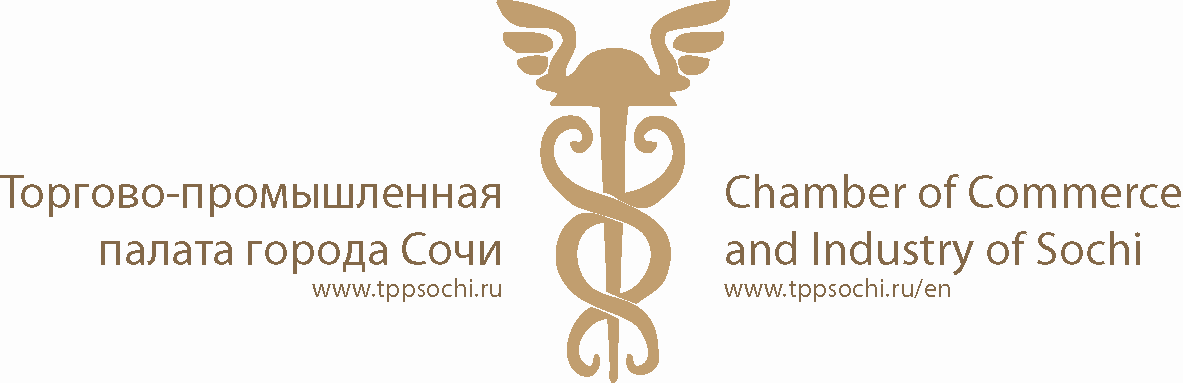 Торгово-промышленная
палата города Сочи
www.tppsochi.ru
Chamber of Commerce
and Industry of Sochi
www.tppsochi.ru/en